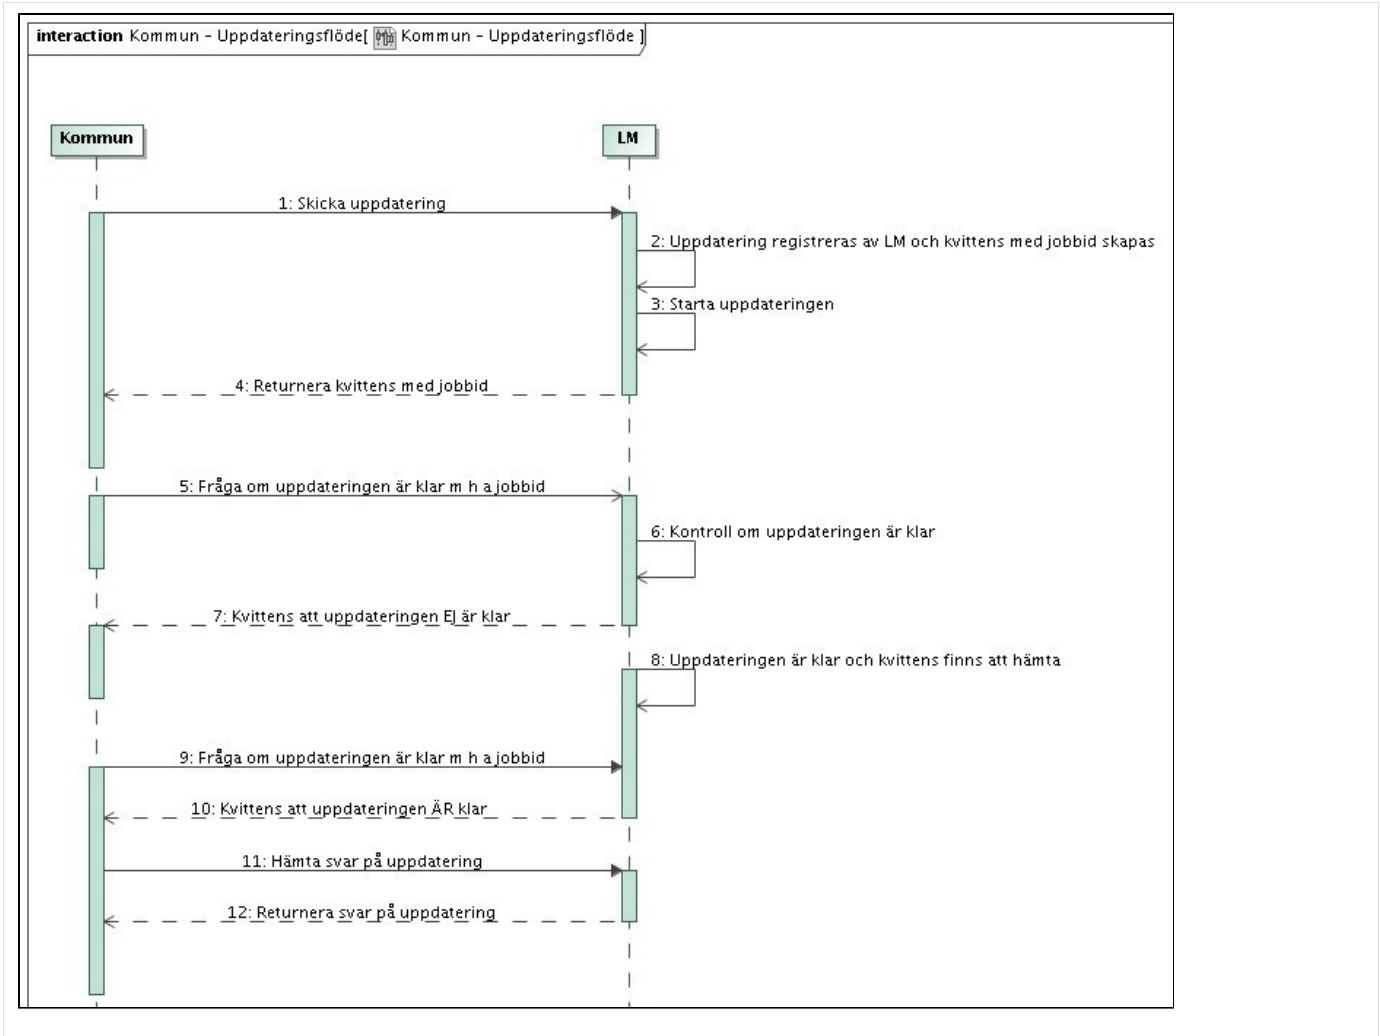 interaction Kommun - Uppdateringsflöde[ Kommun - Uppdateringsflöde ]
Kommun
LM
1: Skicka uppdatering
2: Uppdatering registreras av LM och kvittens med jobbid skapas
3: Starta uppdateringen
4: Returnera kvittens med jobbid
5: Fråga om uppdateringen är klar m h a jobbid
6: Kontroll om uppdateringen är klar
7: Kvittens att uppdateringen EJ är klar
8: Uppdateringen är klar och kvittens finns att hämta
9: Fråga om uppdateringen är klar m h a jobbid
10: Kvittens att uppdateringen ÄR klar
11: Hämta svar på uppdatering
12: Returnera svar på uppdatering